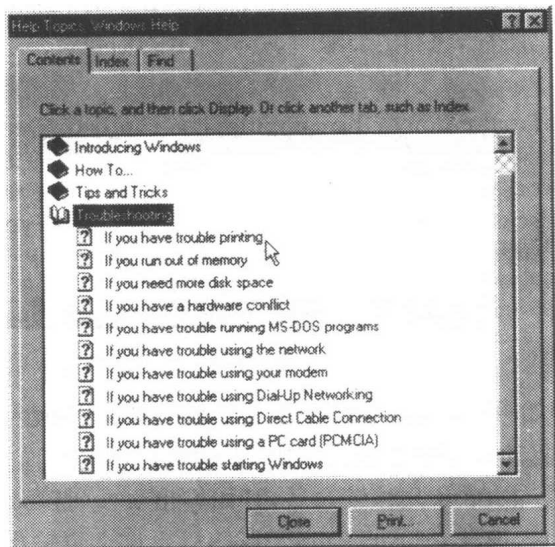 Help Topics: Windows Help
Contents Index Find
Click a topic, and then click Display. Or click another tab, such as Index.
Introducing Windows
How To...
Tips and Tricks
Troubleshooting
If you have trouble printing
If you run out of memory
If you need more disk space
If you have a hardware conflict
If you have trouble running MS-DOS programs
If you have trouble using the network
If you have trouble using your modem
If you have trouble using Dial-Up Networking
If you have trouble using Direct Cable Connection
If you have trouble using a PC card (PCMCIA)
If you have trouble starting Windows
Close Print... Cancel